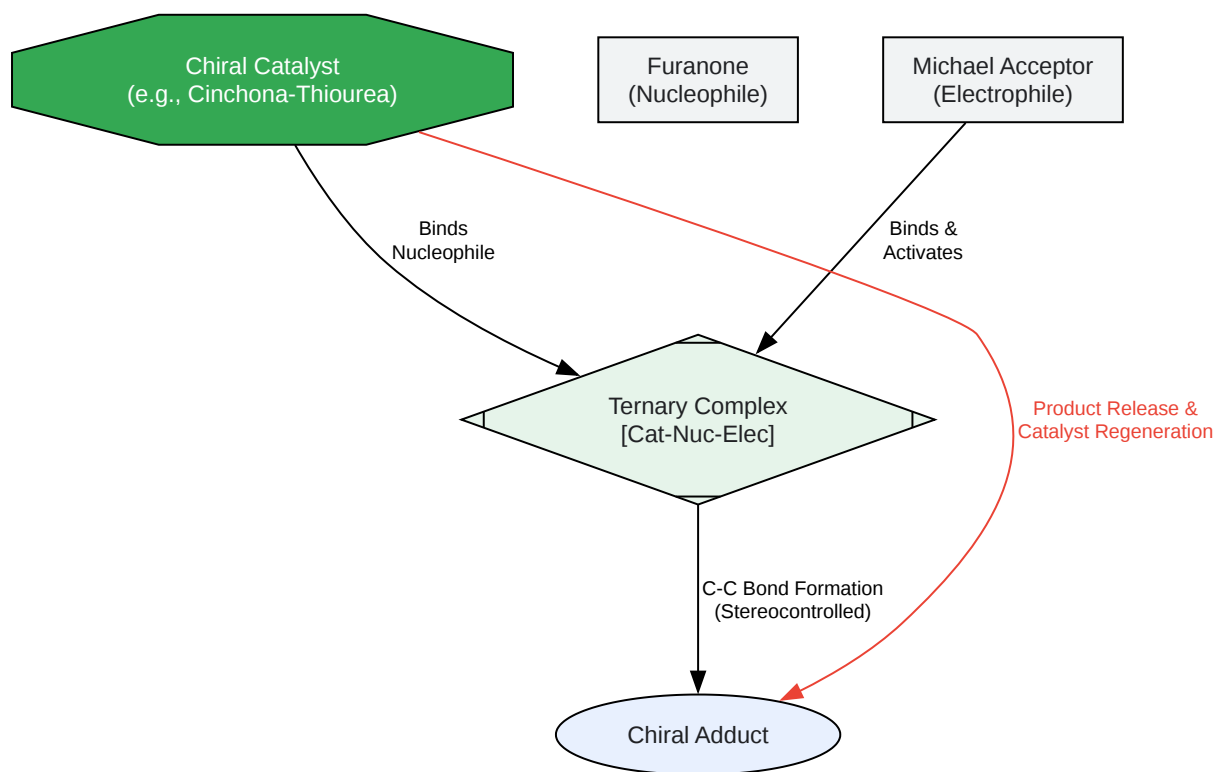 Chiral Catalyst
(e.g., Cinchona-Thiourea)
Furanone
(Nucleophile)
Michael Acceptor
(Electrophile)
Binds
Nucleophile
Binds &
Activates
Ternary Complex
[Cat-Nuc-Elec]
Product Release &
Catalyst Regeneration
C-C Bond Formation
(Stereocontrolled)
Chiral Adduct